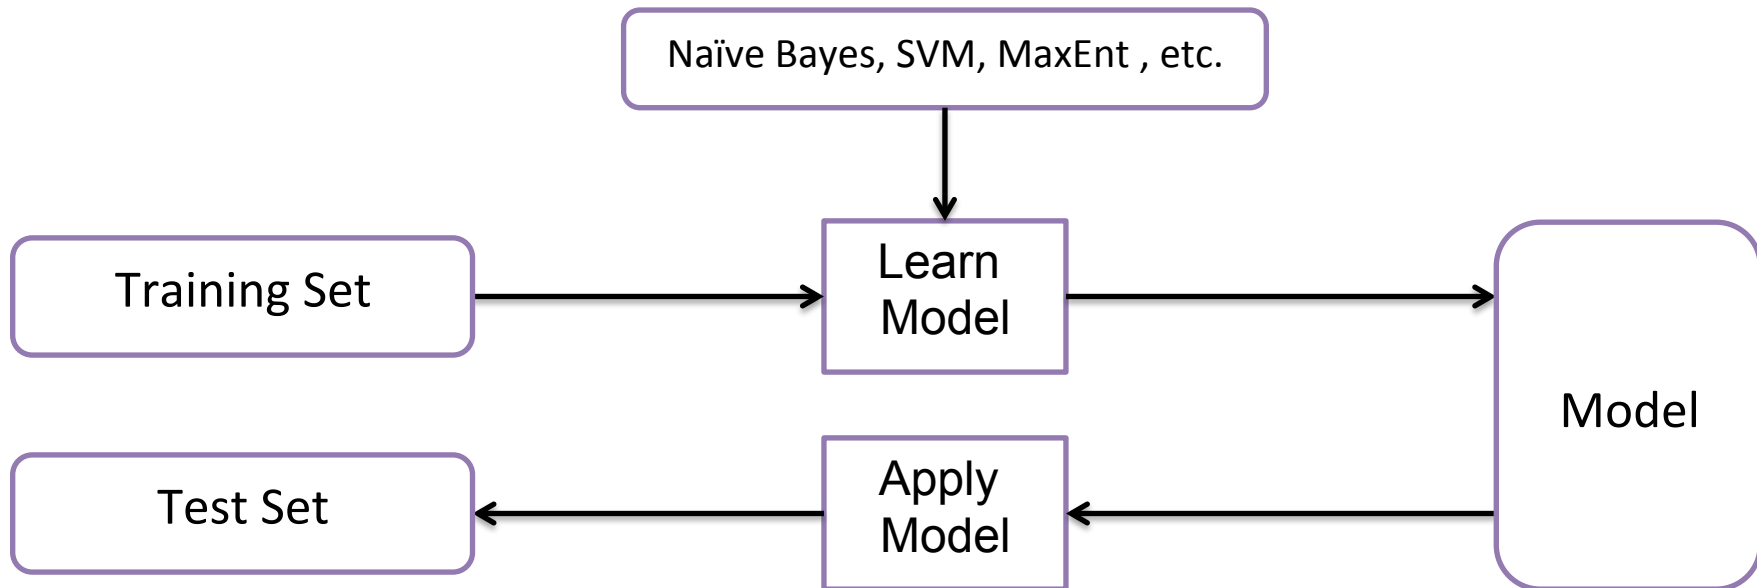 Naïve Bayes, SVM, MaxEnt , etc.
Training Set
Learn
Model
Model
Test Set
Apply
Model